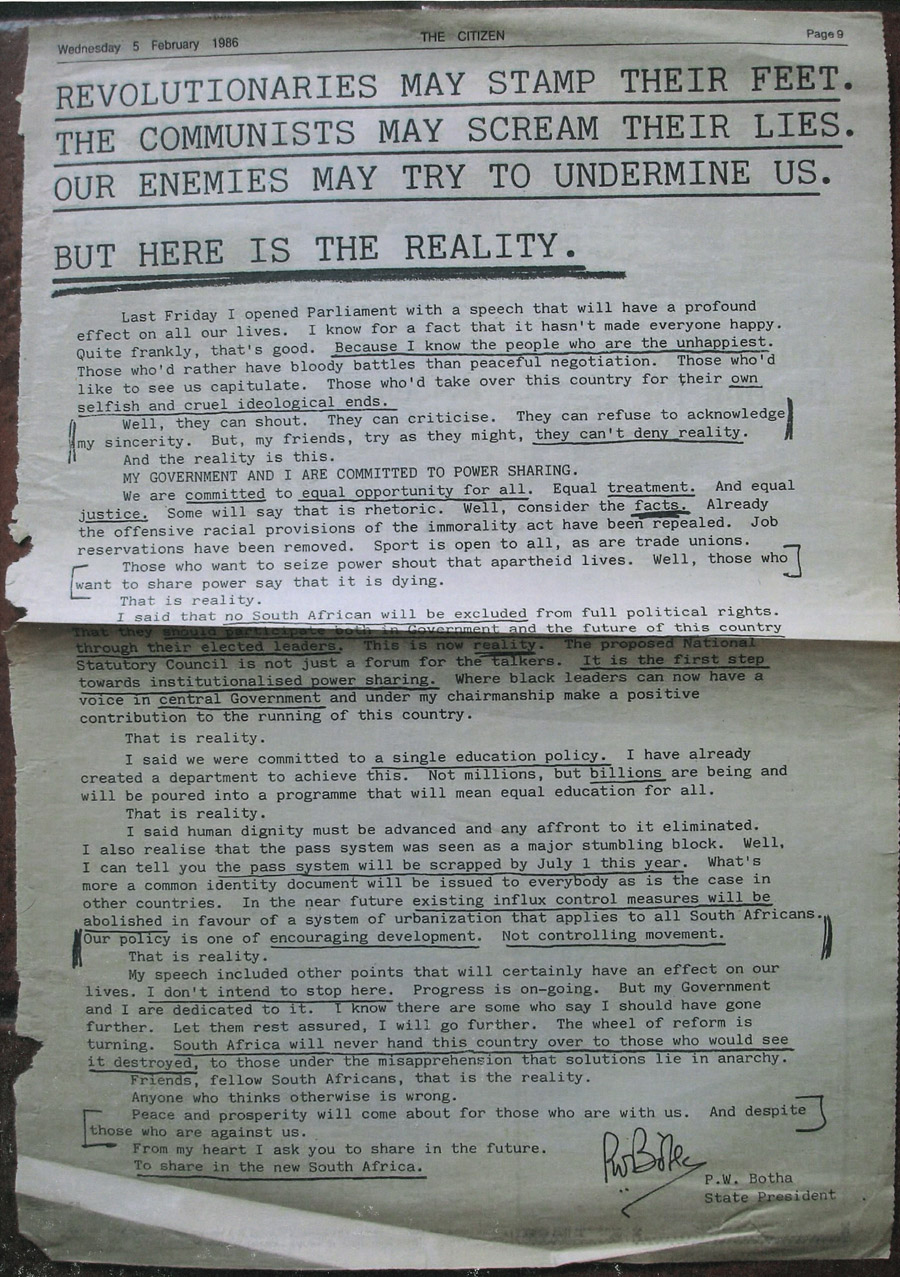 Wednesday 5 February 1986
THE CITIZEN
Page 9
REVOLUTIONARIES MAY STAMP THEIR FEET.
THE COMMUNISTS MAY SCREAM THEIR LIES.
OUR ENEMIES MAY TRY TO UNDERMINE US.
BUT HERE IS THE REALITY.
Last Friday I opened Parliament with a speech that will have a profound
effect on all our lives. I know for a fact that it hasn't made everyone happy.
Quite frankly, that's good. Because I know the people who are the unhappiest.
Those who'd rather have bloody battles than peaceful negotiation. Those who'd
like to see us capitulate. Those who'd take over this country for their own
selfish and cruel ideological ends.
Well, they can shout. They can criticise. They can refuse to acknowledge
my sincerity. But, my friends, try as they might, they can't deny reality.
And the reality is this.
MY GOVERNMENT AND I ARE COMMITTED TO POWER SHARING.
We are committed to equal opportunity for all. Equal treatment. And equal
justice. Some will say that is rhetoric. Well, consider the facts. Already
the offensive racial provisions of the immorality act have been repealed. Job
reservations have been removed. Sport is open to all, as are trade unions.
Those who want to seize power shout that apartheid lives. Well, those who
want to share power say that it is dying.
That is reality.
I said that no South African will be excluded from full political rights.
That they should participate both in Government and the future of this country
through their elected leaders. This is now reality. The proposed National
Statutory Council is not just a forum for the talkers. It is the first step
towards institutionalised power sharing. Where black leaders can now have a
voice in central Government and under my chairmanship make a positive
contribution to the running of this country.
That is reality.
I said we were committed to a single education policy. I have already
created a department to achieve this. Not millions, but billions are being and
will be poured into a programme that will mean equal education for all.
That is reality.
I said human dignity must be advanced and any affront to it eliminated.
I also realise that the pass system was seen as a major stumbling block. Well,
I can tell you the pass system will be scrapped by July 1 this year. What's
more a common identity document will be issued to everybody as is the case in
other countries. In the near future existing influx control measures will be
abolished in favour of a system of urbanization that applies to all South Africans.
Our policy is one of encouraging development. Not controlling movement.
That is reality.
My speech included other points that will certainly have an effect on our
lives. I don't intend to stop here. Progress is on-going. But my Government
and I are dedicated to it. I know there are some who say I should have gone
further. Let them rest assured, I will go further. The wheel of reform is
turning. South Africa will never hand this country over to those who would see
it destroyed, to those under the misapprehension that solutions lie in anarchy.
Friends, fellow South Africans, that is the reality.
Anyone who thinks otherwise is wrong.
Peace and prosperity will come about for those who are with us. And despite
those who are against us.
From my heart I ask you to share in the future.
To share in the new South Africa.
PW Botha
P.W. Botha
State President